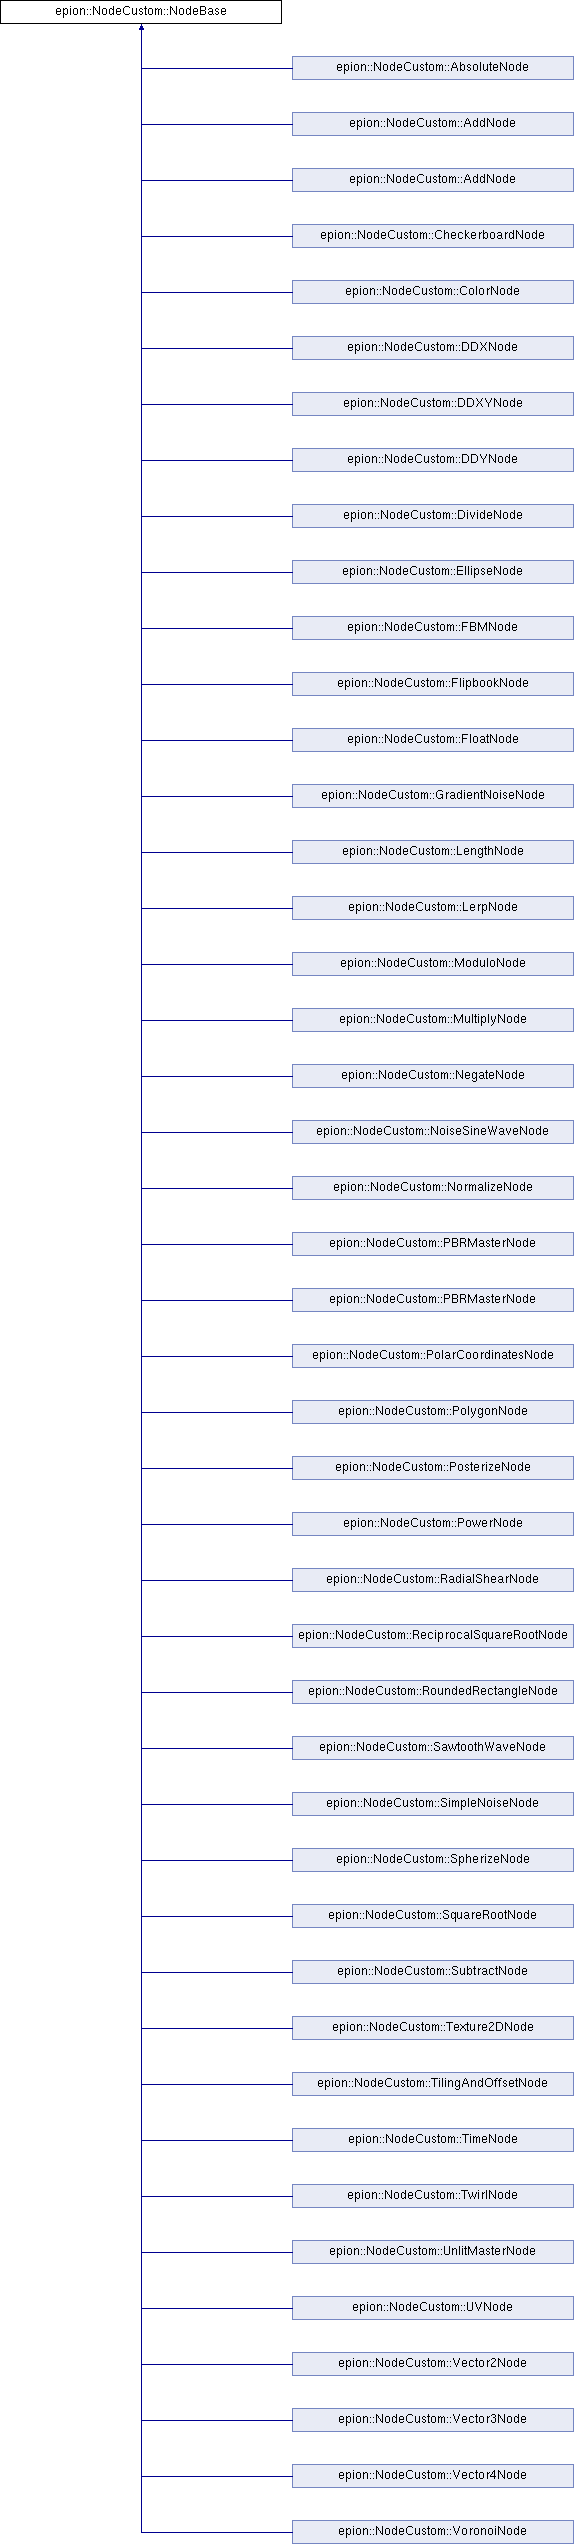 epion::NodeCustom::NodeBase
epion::NodeCustom::AbsoluteNode
epion::NodeCustom::AddNode
epion::NodeCustom::AddNode
epion::NodeCustom::CheckerboardNode
epion::NodeCustom::ColorNode
epion::NodeCustom::DDXNode
epion::NodeCustom::DDXYNode
epion::NodeCustom::DDYNode
epion::NodeCustom::DivideNode
epion::NodeCustom::EllipseNode
epion::NodeCustom::FBMNode
epion::NodeCustom::FlipbookNode
epion::NodeCustom::FloatNode
epion::NodeCustom::GradientNoiseNode
epion::NodeCustom::LengthNode
epion::NodeCustom::LerpNode
epion::NodeCustom::ModuloNode
epion::NodeCustom::MultiplyNode
epion::NodeCustom::NegateNode
epion::NodeCustom::NoiseSineWaveNode
epion::NodeCustom::NormalizeNode
epion::NodeCustom::PBRMasterNode
epion::NodeCustom::PBRMasterNode
epion::NodeCustom::PolarCoordinatesNode
epion::NodeCustom::PolygonNode
epion::NodeCustom::PosterizeNode
epion::NodeCustom::PowerNode
epion::NodeCustom::RadialShearNode
epion::NodeCustom::ReciprocalSquareRootNode
epion::NodeCustom::RoundedRectangleNode
epion::NodeCustom::SawtoothWaveNode
epion::NodeCustom::SimpleNoiseNode
epion::NodeCustom::SpherizeNode
epion::NodeCustom::SquareRootNode
epion::NodeCustom::SubtractNode
epion::NodeCustom::Texture2DNode
epion::NodeCustom::TilingAndOffsetNode
epion::NodeCustom::TimeNode
epion::NodeCustom::TwirlNode
epion::NodeCustom::UnlitMasterNode
epion::NodeCustom::UVNode
epion::NodeCustom::Vector2Node
epion::NodeCustom::Vector3Node
epion::NodeCustom::Vector4Node
epion::NodeCustom::VoronoiNode